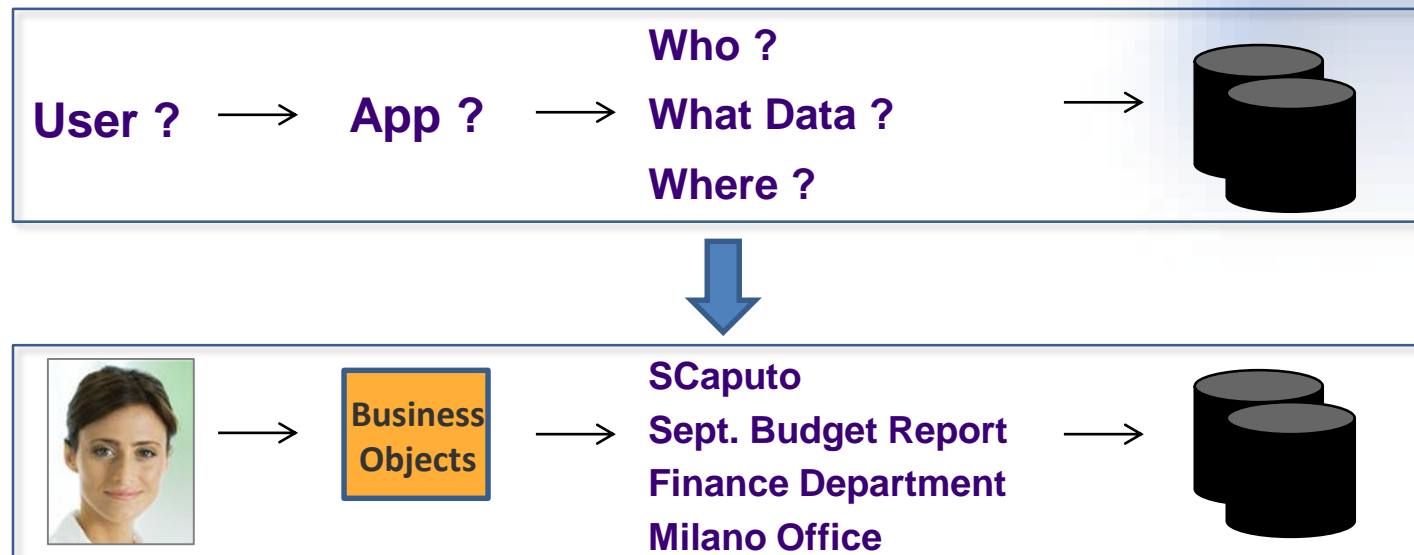 Who ?
User ?
App ?
What Data ?
Where ?
Business
Objects
SCaputo
Sept. Budget Report
Finance Department
Milano Office